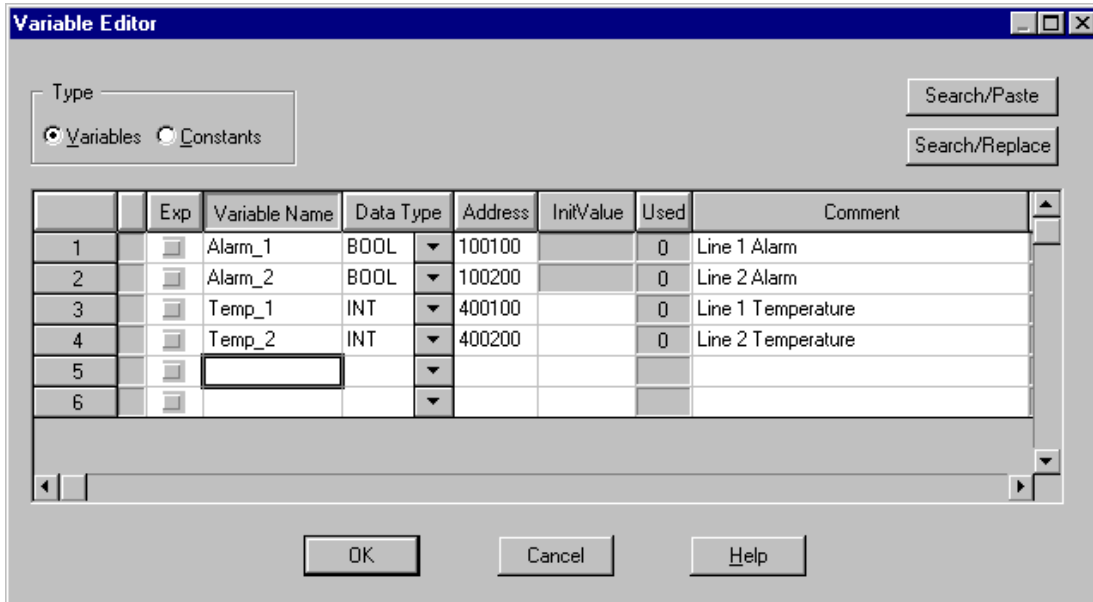 Variable Editor
Type
Variables Constants
Search/Paste
Search/Replace
Exp Variable Name Data Type Address InitValue Used Comment
1 Alarm_1 BOOL 100100 0 Line 1 Alarm
2 Alarm_2 BOOL 100200 0 Line 2 Alarm
3 Temp_1 INT 400100 0 Line 1 Temperature
4 Temp_2 INT 400200 0 Line 2 Temperature
5
6
OK Cancel Help